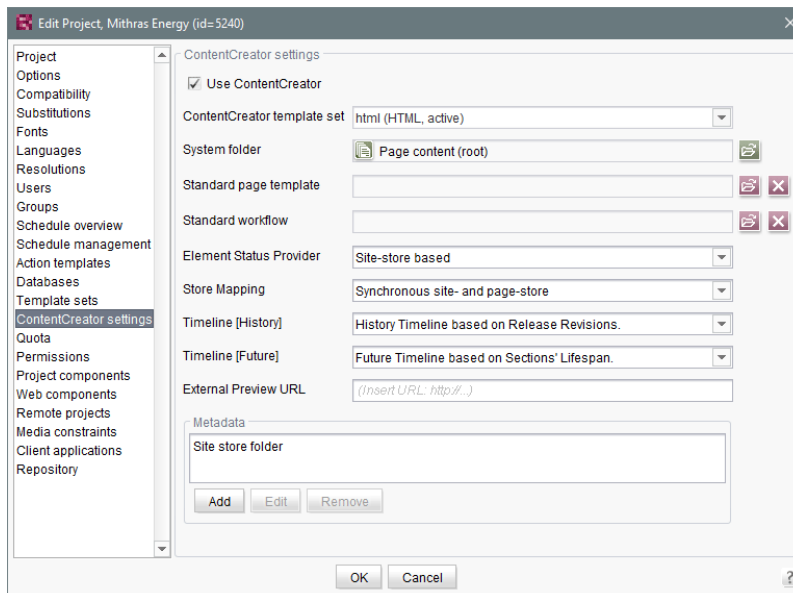 Edit Project, Mithras Energy (id=5240)
Project
Options
Compatibility
Substitutions
Fonts
Languages
Resolutions
Users
Groups
Schedule overview
Schedule management
Action templates
Databases
Template sets
ContentCreator settings
Quota
Permissions
Project components
Web components
Remote projects
Media constraints
Client applications
Repository
ContentCreator settings
Use ContentCreator
ContentCreator template set html (HTML, active)
System folder Page content (root)
Standard page template
Standard workflow
Element Status Provider Site-store based
Store Mapping Synchronous site- and page-store
Timeline [History] History Timeline based on Release Revisions.
Timeline [Future] Future Timeline based on Sections' Lifespan.
External Preview URL (Insert URL: http://...)
Metadata
Site store folder
Add Edit Remove
OK Cancel ?